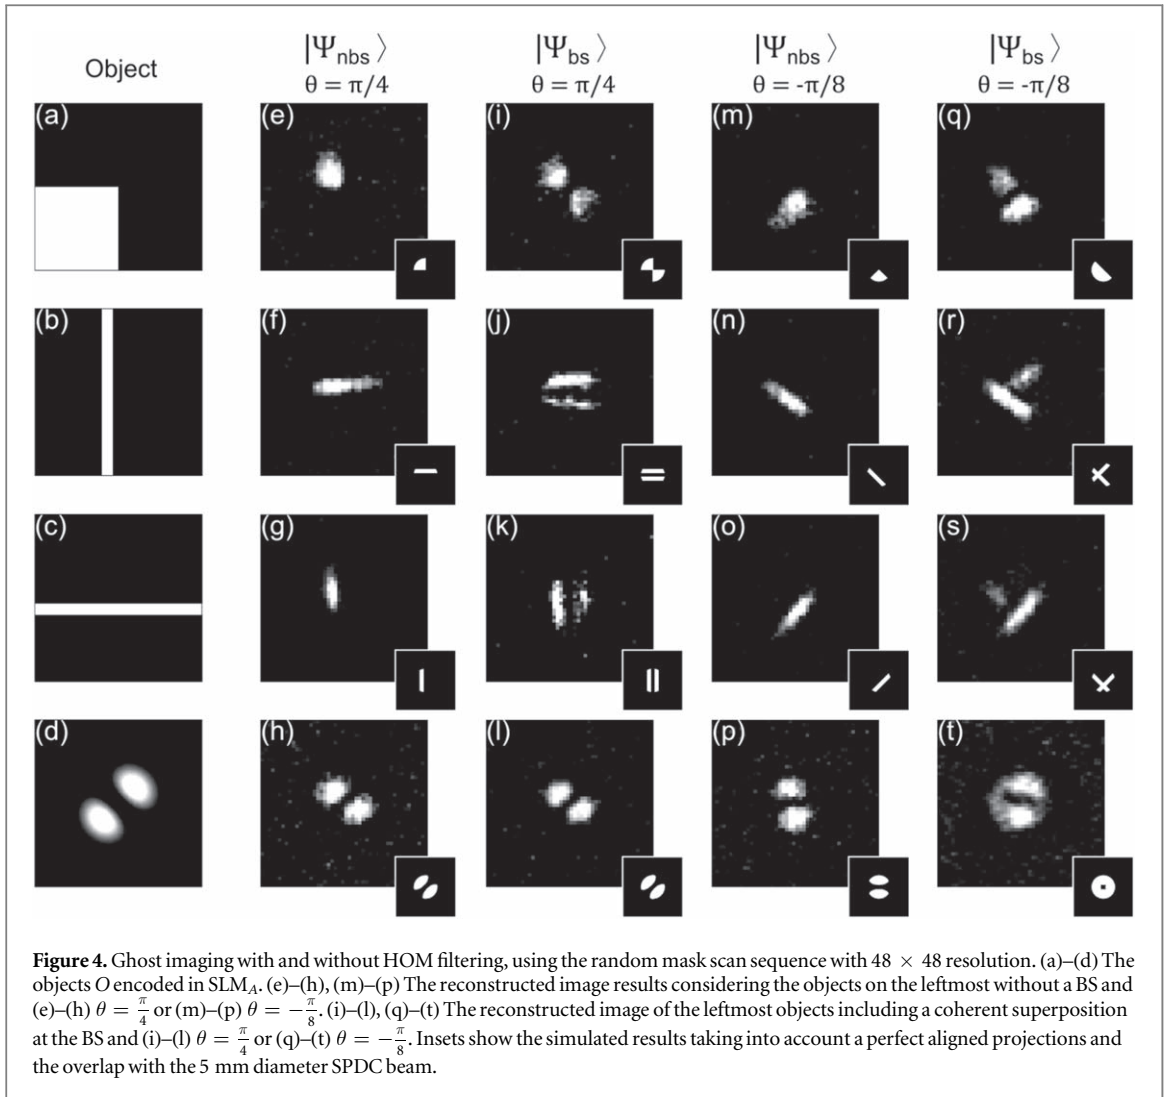 Object
|Ψnbs⟩ |Ψbs⟩ |Ψnbs⟩ |Ψbs⟩
θ = π/4 θ = π/4 θ = -π/8 θ = -π/8
(a) (e) (i) (m) (q)
(b) (f) (j) (n) (r)
(c) (g) (k) (o) (s)
(d) (h) (l) (p) (t)
Figure 4. Ghost imaging with and without HOM filtering, using the random mask scan sequence with 48 × 48 resolution. (a)–(d) The
objects O encoded in SLM_A. (e)–(h), (m)–(p) The reconstructed image results considering the objects on the leftmost without a BS and
(e)–(h) θ = π/4 or (m)–(p) θ = −π/8. (i)–(l), (q)–(t) The reconstructed image of the leftmost objects including a coherent superposition
at the BS and (i)–(l) θ = π/4 or (q)–(t) θ = −π/8. Insets show the simulated results taking into account a perfect aligned projections and
the overlap with the 5 mm diameter SPDC beam.